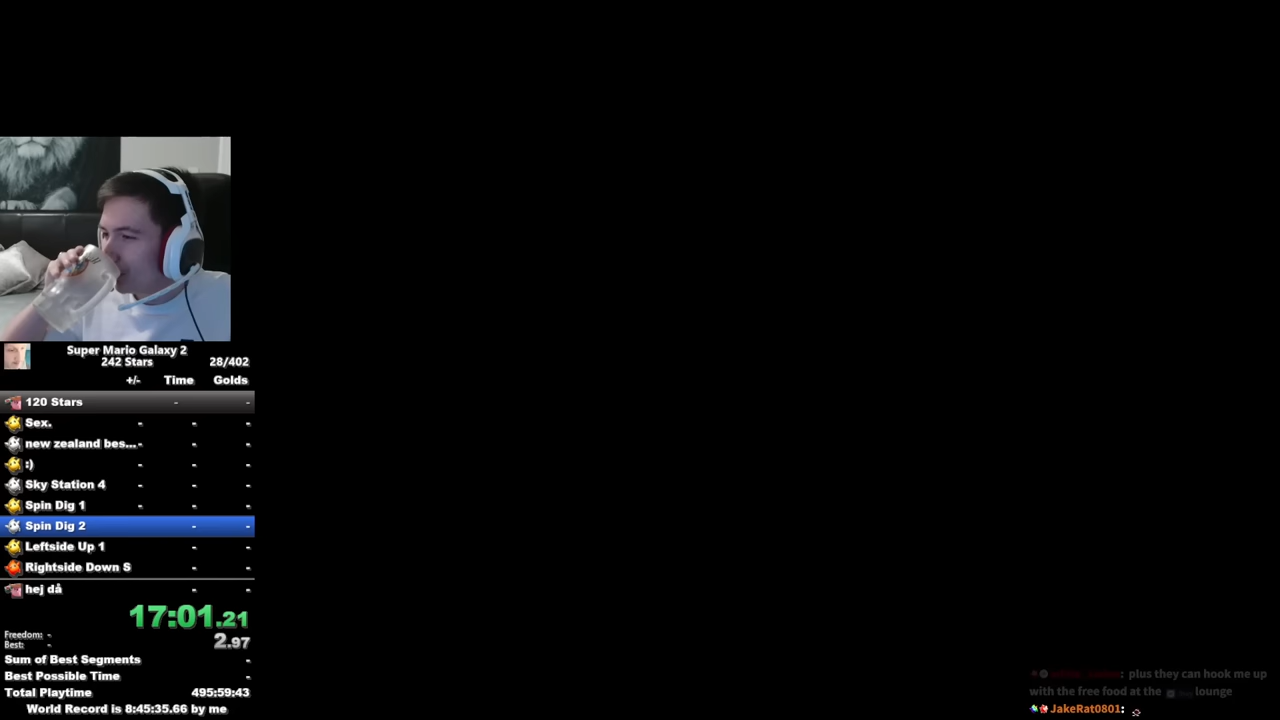 Super Mario Galaxy 2
242 Stars 28/402
+/- Time Golds
120 Stars - -
Sex. - - -
new zealand bes... - - -
:) - - -
Sky Station 4 - - -
Spin Dig 1 - - -
Spin Dig 2 - -
Leftside Up 1 - -
Rightside Down S - -
hej då - -
17:01.21
Freedom: - 
Best: - 2.97
Sum of Best Segments -
Best Possible Time -
Total Playtime 495:59:43
World Record is 8:45:35.66 by me
: plus they can hook me up
with the free food at the lounge
JakeRat0801: